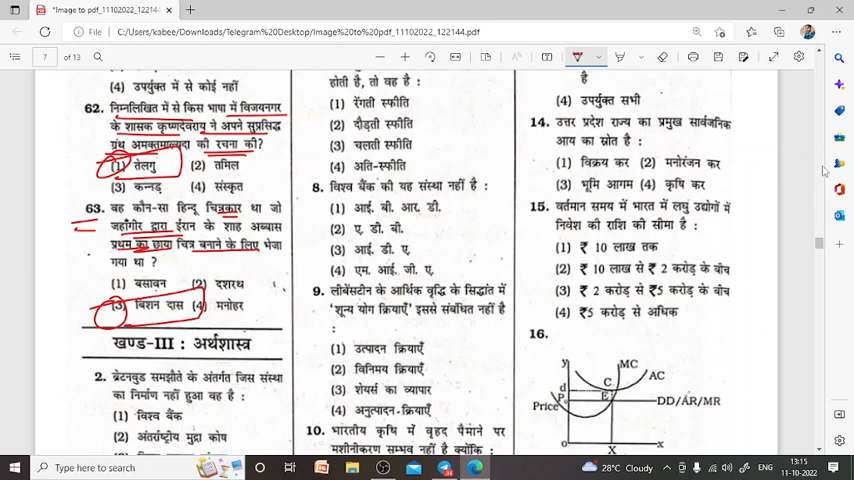 *Image to pdf_11102022_122144
C:/Users/kabee/Downloads/Telegram%20Desktop/Image%20to%20pdf_11102022_122144.pdf
7 of 13
(4) उपर्युक्त में से कोई नहीं
62. निम्नलिखित में से किस भाषा में विजयनगर
के शासक कृष्णदेवराय ने अपने सुप्रसिद्ध
ग्रंथ अमक्तमाल्यदा की रचना की?
(1) तेलगु (2) तमिल
(3) कन्नड़ (4) संस्कृत
63. वह कौन-सा हिन्दू चित्रकार था जो
जहाँगीर द्वारा ईरान के शाह अब्बास
प्रथम का छाया चित्र बनाने के लिए भेजा
गया था ?
(1) बसावन (2) दशरथ
(3) बिशन दास (4) मनोहर
खण्ड-III: अर्थशास्त्र
2. ब्रेटनवुड समझौते के अंतर्गत जिस संस्था
का निर्माण नहीं हुआ वह है :
(1) विश्व बैंक
(2) अंतर्राष्ट्रीय मुद्रा कोष
होती है, तो वह है :
(1) रेंगती स्फीति
(2) दौड़ती स्फीति
(3) चलती स्फीति
(4) अति-स्फीति
8. विश्व बैंक की यह संस्था नहीं है :
(1) आई. बी. आर. डी.
(2) ए. डी. बी.
(3) आई. डी. ए.
(4) एम. आई. जी. ए.
9. लीबेंसटीन के आर्थिक वृद्धि के सिद्धांत में
'शून्य योग क्रियाएँ' इससे संबंधित नहीं है
:
(1) उत्पादन क्रियाएँ
(2) विनिमय क्रियाएँ
(3) शेयर्स का व्यापार
(4) अनुत्पादन-क्रियाएँ
10. भारतीय कृषि में वृहद पैमाने पर
मशीनीकरण सम्भव नहीं है क्योंकि :
है
(4) उपर्युक्त सभी
14. उत्तर प्रदेश राज्य का प्रमुख सार्वजनिक
आय का स्रोत है :
(1) विक्रय कर (2) मनोरंजन कर
(3) भूमि आगम (4) कृषि कर
15. वर्तमान समय में भारत में लघु उद्योगों में
निवेश की राशि की सीमा है :
(1) ₹ 10 लाख तक
(2) ₹ 10 लाख से ₹ 2 करोड़ के बीच
(3) ₹ 2 करोड़ से ₹5 करोड़ के बीच
(4) ₹5 करोड़ से अधिक
16.
y MC
C AC
d
P E DD/AR/MR
Price
o X x
Type here to search
28°C Cloudy
ENG
13:15
11-10-2022